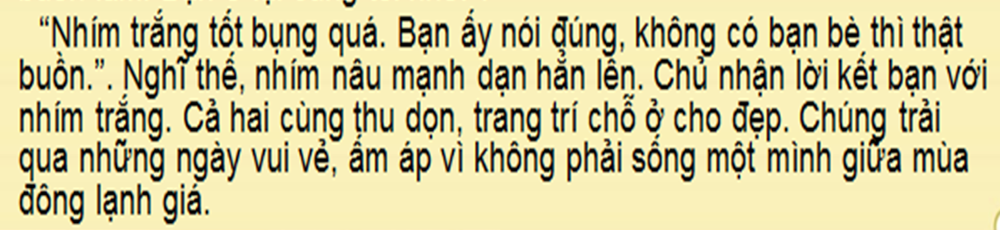 “Nhím trắng tốt bụng quá. Bạn ấy nói đúng, không có bạn bè thì thật
buồn.”. Nghĩ thế, nhím nâu mạnh dạn hẳn lên. Chủ nhận lời kết bạn với
nhím trắng. Cả hai cùng thu dọn, trang trí chỗ ở cho đẹp. Chúng trải
qua những ngày vui vẻ, ấm áp vì không phải sống một mình giữa mùa
đông lạnh giá.